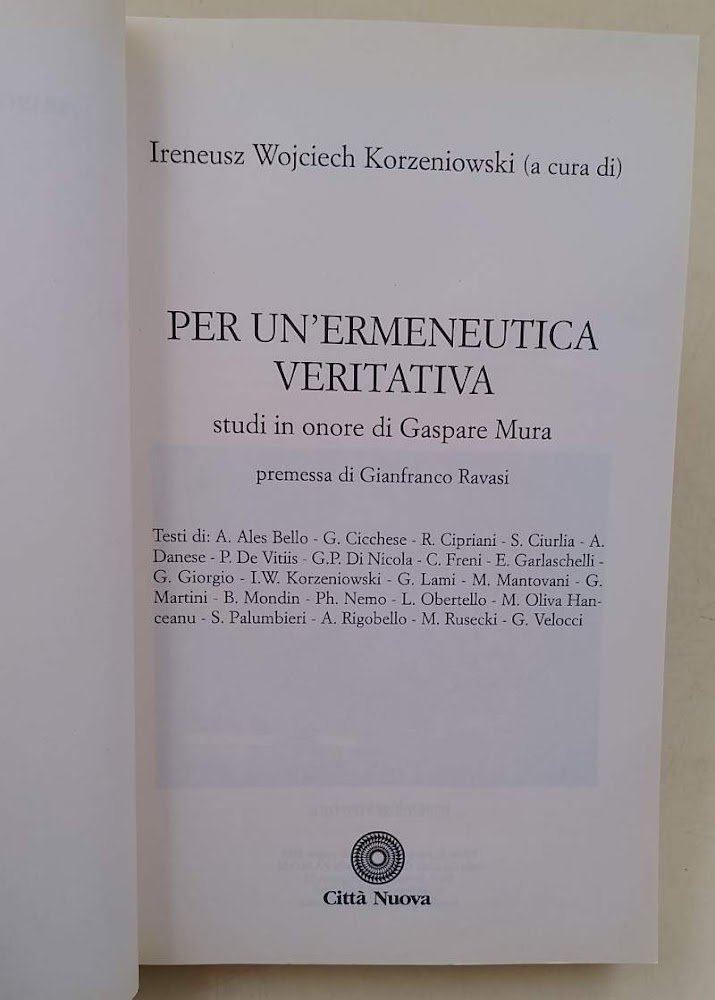 Ireneusz Wojciech Korzeniowski (a cura di)
PER UN'ERMENEUTICA
VERITATIVA
studi in onore di Gaspare Mura
premessa di Gianfranco Ravasi
Testi di: A. Ales Bello - G. Cicchese - R. Cipriani - S. Ciurlia - A.
Danese - P. De Vitiis - G.P. Di Nicola - C. Freni - E. Garlaschelli -
G. Giorgio - I.W. Korzeniowski - G. Lami - M. Mantovani - G.
Martini - B. Mondin - Ph. Nemo - L. Obertello - M. Oliva Han-
ceanu - S. Palumbieri - A. Rigobello - M. Rusecki - G. Velocci
Città Nuova